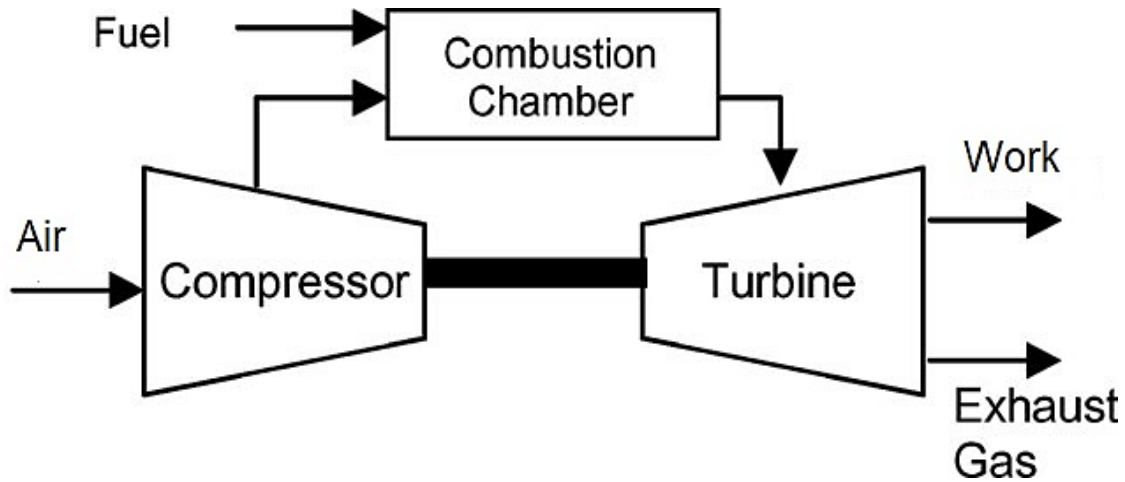 Fuel
Combustion
Chamber
Work
Air
Compressor
Turbine
Exhaust
Gas